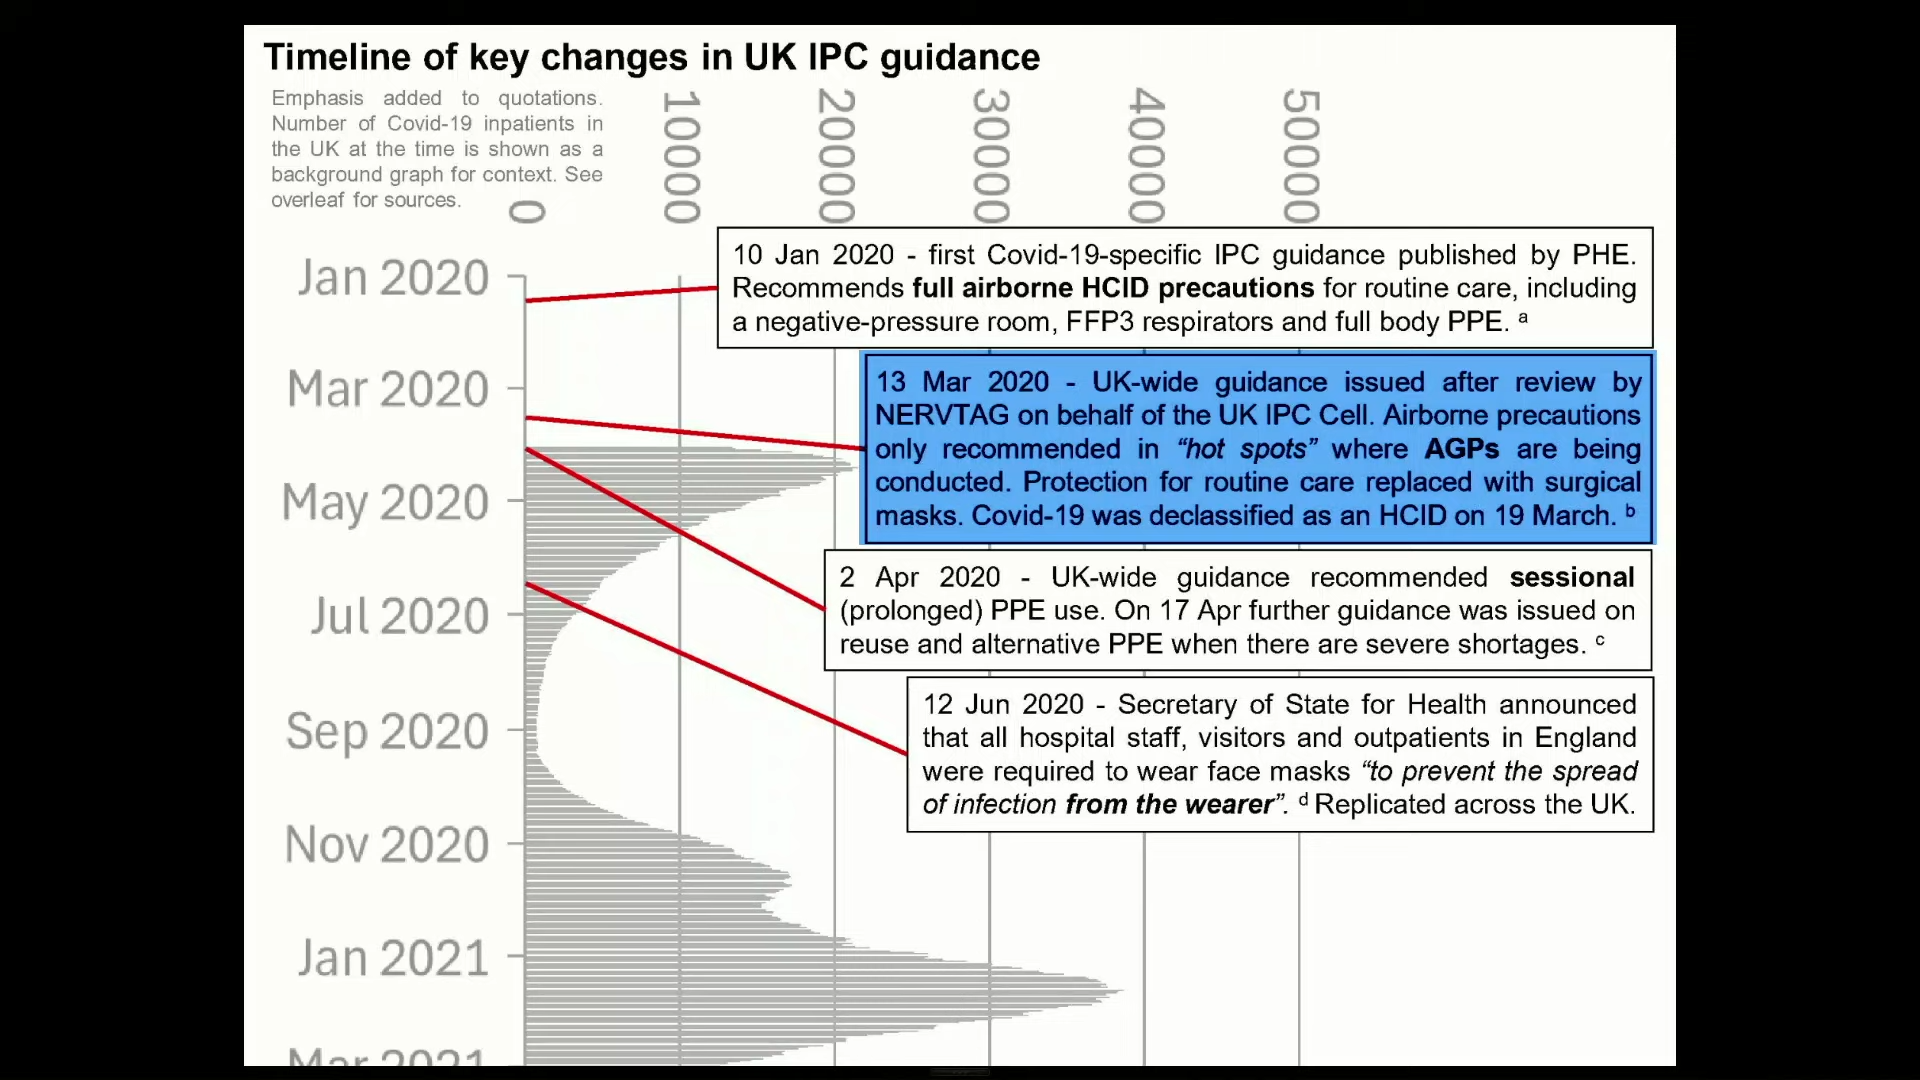 Timeline of key changes in UK IPC guidance
Emphasis added to quotations.
Number of Covid-19 inpatients in
the UK at the time is shown as a
background graph for context. See
overleaf for sources.
0
10000
20000
30000
40000
50000
Jan 2020
10 Jan 2020 - first Covid-19-specific IPC guidance published by PHE.
Recommends full airborne HCID precautions for routine care, including
a negative-pressure room, FFP3 respirators and full body PPE. a
Mar 2020
13 Mar 2020 - UK-wide guidance issued after review by
NERVTAG on behalf of the UK IPC Cell. Airborne precautions
only recommended in “hot spots” where AGPs are being
conducted. Protection for routine care replaced with surgical
masks. Covid-19 was declassified as an HCID on 19 March. b
May 2020
2 Apr 2020 - UK-wide guidance recommended sessional
(prolonged) PPE use. On 17 Apr further guidance was issued on
reuse and alternative PPE when there are severe shortages. c
Jul 2020
12 Jun 2020 - Secretary of State for Health announced
that all hospital staff, visitors and outpatients in England
were required to wear face masks “to prevent the spread
of infection from the wearer”. d Replicated across the UK.
Sep 2020
Nov 2020
Jan 2021
Mar 2021